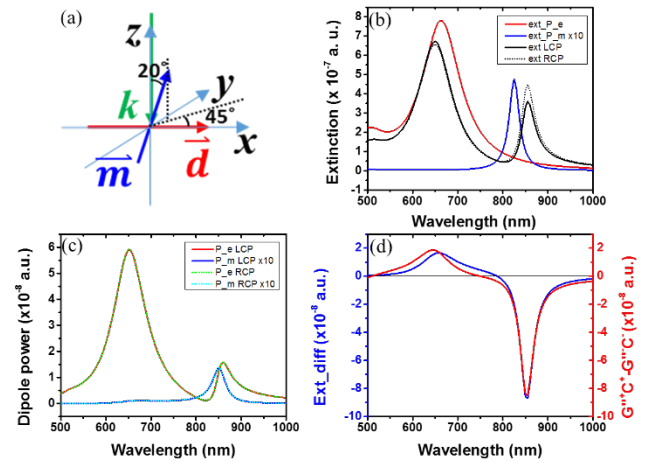 (a)
z
20°
y
k
45°
x
m
d
(b)
ext_P_e
ext_P_m x10
ext LCP
ext RCP
Extinction (x 10-7 a. u.)
8
7
6
5
4
3
2
1
0
-1
500 600 700 800 900 1000
Wavelength (nm)
(c)
P_e LCP
P_m LCP x10
P_e RCP
P_m RCP x10
Dipole power (x10-8 a.u.)
6
5
4
3
2
1
0
500 600 700 800 900 1000
Wavelength (nm)
(d)
Ext_diff (x10-8 a.u.)
2
0
-2
-4
-6
-8
-10
500 600 700 800 900 1000
Wavelength (nm)
2
0
-2
-4
-6
-8
-10